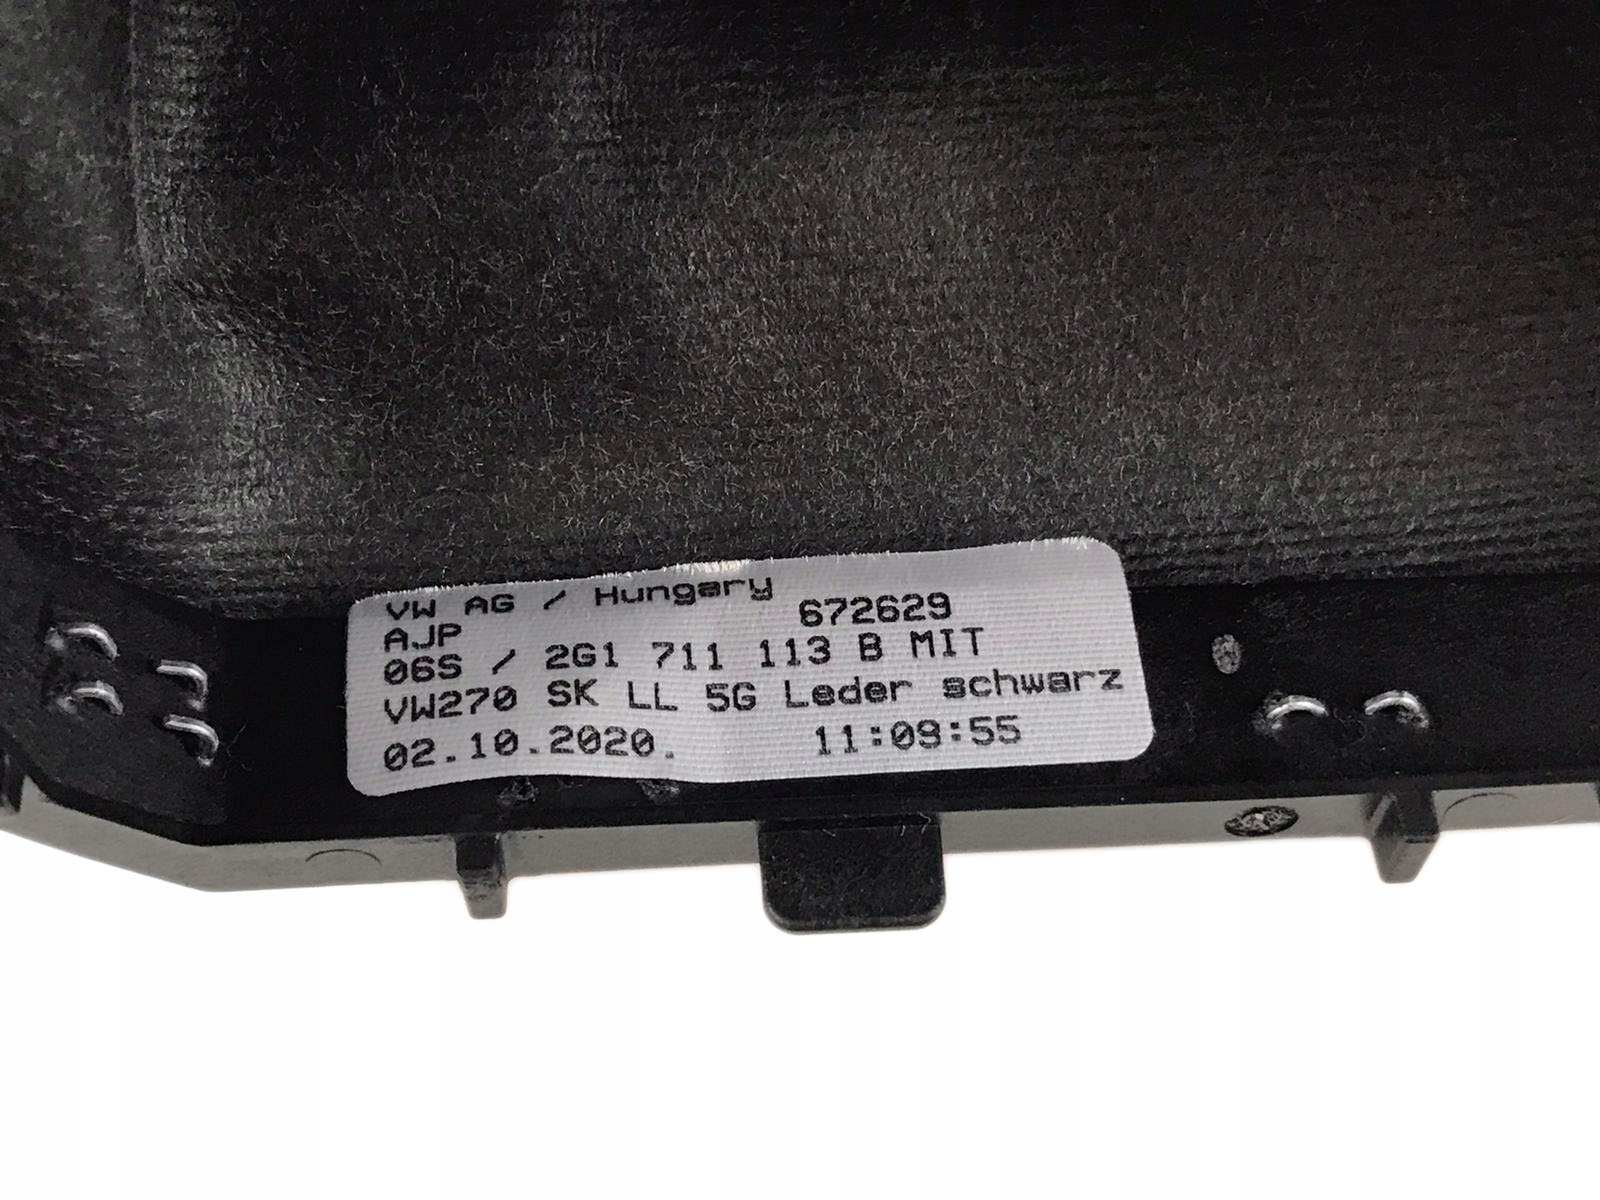 VW AG / Hungary
AJP 672629
06S / 2G1 711 113 B MIT
VW270 SK LL 5G Leder schwarz
02.10.2020. 11:09:55